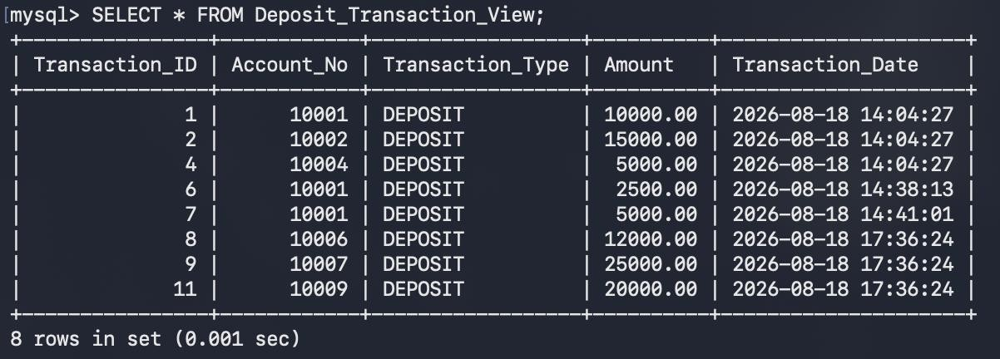 [mysql> SELECT * FROM Deposit_Transaction_View;
+----------------+------------+------------------+----------+---------------------+
| Transaction_ID | Account_No | Transaction_Type | Amount   | Transaction_Date    |
+----------------+------------+------------------+----------+---------------------+
|              1 |      10001 | DEPOSIT          | 10000.00 | 2026-08-18 14:04:27 |
|              2 |      10002 | DEPOSIT          | 15000.00 | 2026-08-18 14:04:27 |
|              4 |      10004 | DEPOSIT          |  5000.00 | 2026-08-18 14:04:27 |
|              6 |      10001 | DEPOSIT          |  2500.00 | 2026-08-18 14:38:13 |
|              7 |      10001 | DEPOSIT          |  5000.00 | 2026-08-18 14:41:01 |
|              8 |      10006 | DEPOSIT          | 12000.00 | 2026-08-18 17:36:24 |
|              9 |      10007 | DEPOSIT          | 25000.00 | 2026-08-18 17:36:24 |
|             11 |      10009 | DEPOSIT          | 20000.00 | 2026-08-18 17:36:24 |
+----------------+------------+------------------+----------+---------------------+
8 rows in set (0.001 sec)